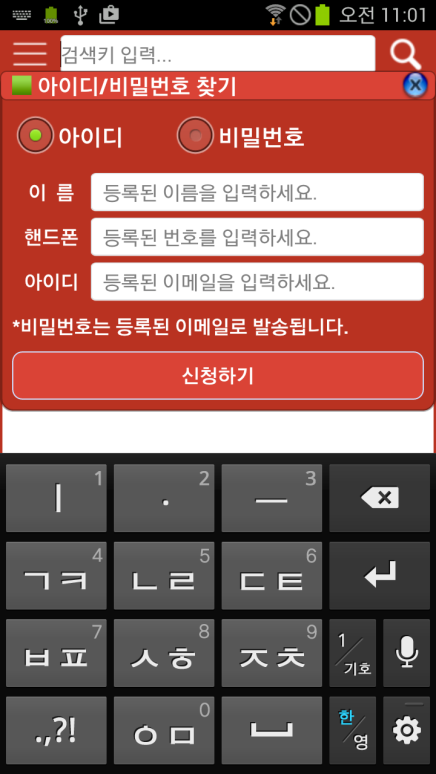 오전 11:01
검색키 입력...
아이디/비밀번호 찾기
아이디 비밀번호
이 름 등록된 이름을 입력하세요.
핸드폰 등록된 번호를 입력하세요.
아이디 등록된 이메일을 입력하세요.
*비밀번호는 등록된 이메일로 발송됩니다.
신청하기
ㅣ 1 · 2 ㅡ 3
ㄱㅋ 4 ㄴㄹ 5 ㄷㅌ 6
ㅂㅍ 7 ㅅㅎ 8 ㅈㅊ 9 1/기호
.,?! ㅇㅁ 0 한/영